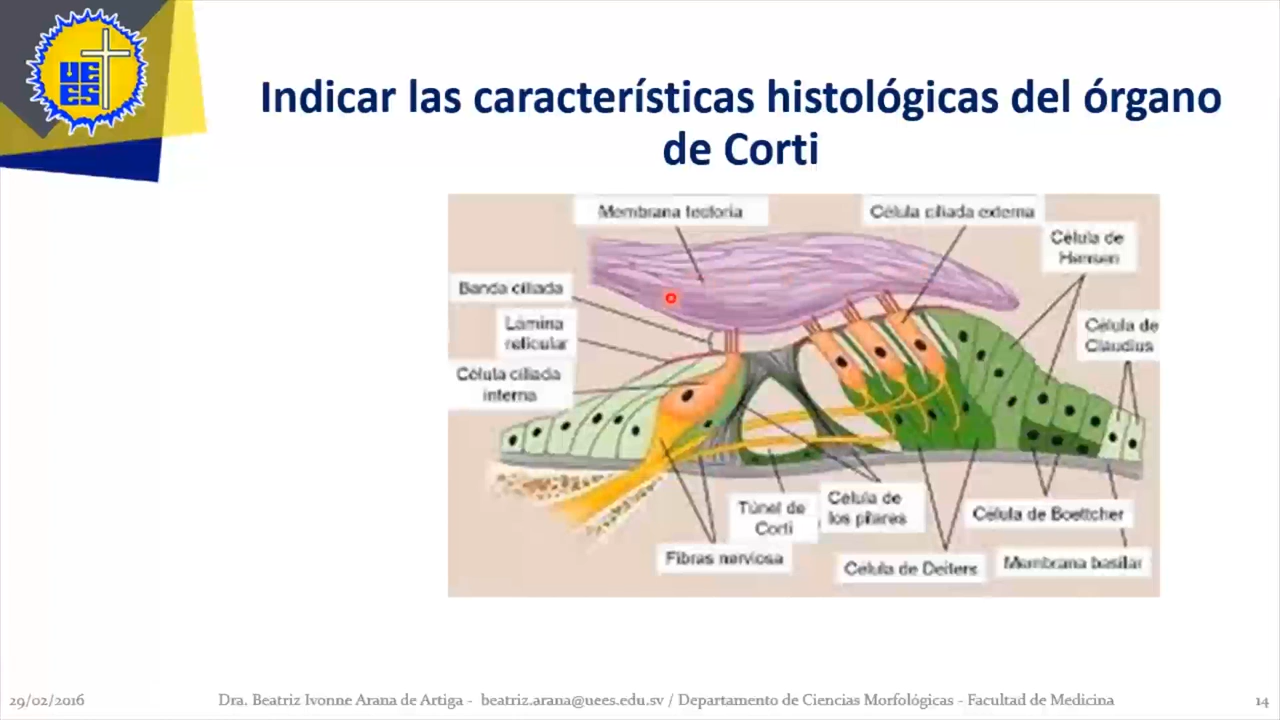 UE
ES
Indicar las características histológicas del órgano
de Corti
Membrana tectoria
Célula ciliada externa
Célula de
Hensen
Banda ciliada
Lámina
reticular
Célula de
Claudius
Célula ciliada
interna
Túnel de
Corti
Célula de
los pilares
Célula de Boettcher
Fibras nerviosa
Célula de Deiters
Membrana basilar
29/02/2016
Dra. Beatriz Ivonne Arana de Artiga - beatriz.arana@uees.edu.sv / Departamento de Ciencias Morfológicas - Facultad de Medicina
14